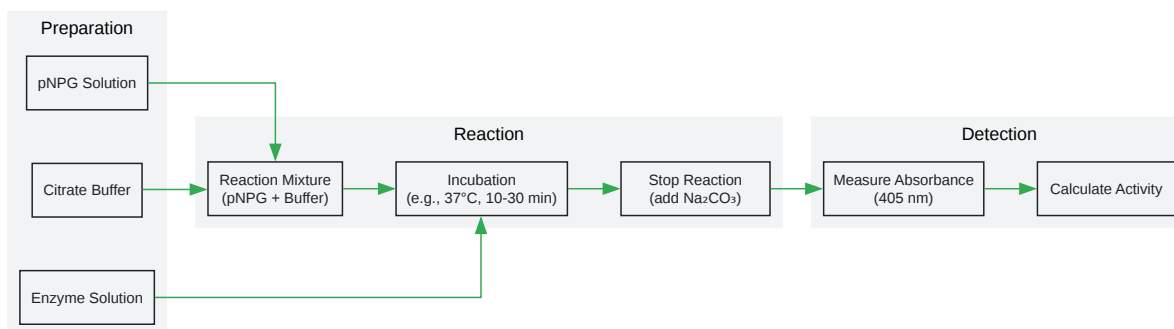 Preparation
pNPG Solution
Citrate Buffer
Enzyme Solution
Reaction
Reaction Mixture
(pNPG + Buffer)
Incubation
(e.g., 37°C, 10-30 min)
Stop Reaction
(add Na₂CO₃)
Detection
Measure Absorbance
(405 nm)
Calculate Activity